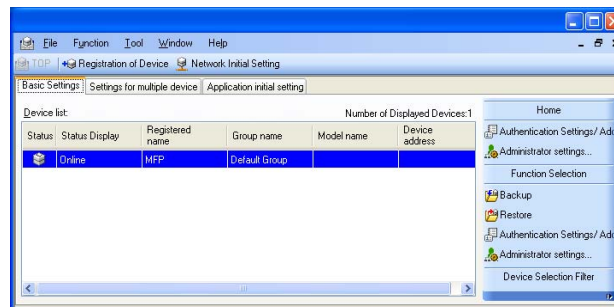 File Function Tool Window Help
TOP Registration of Device Network Initial Setting
Basic Settings Settings for multiple device Application initial setting
Device list: Number of Displayed Devices:1
Status Status Display Registered name Group name Model name Device address
Online MFP Default Group
Home
Authentication Settings/ Add
Administrator settings...
Function Selection
Backup
Restore
Authentication Settings/ Add
Administrator settings...
Device Selection Filter